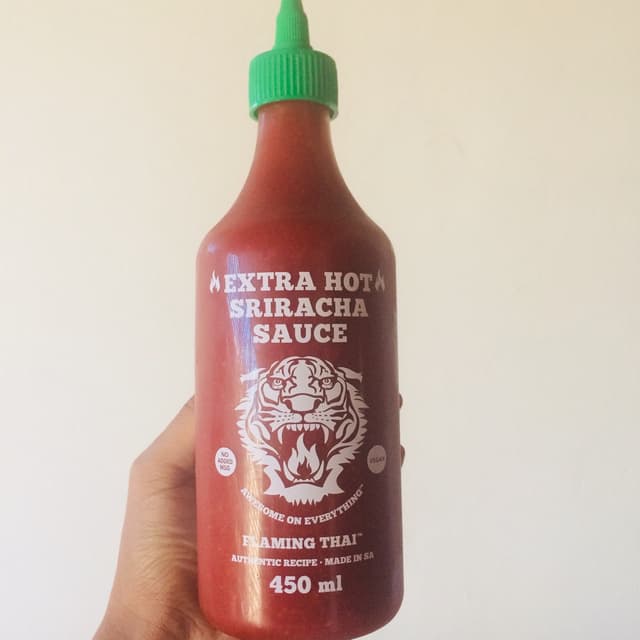 EXTRA HOT
SRIRACHA
SAUCE
NO
ADDED
MSG
VEGAN
AWESOME ON EVERYTHING™
FLAMING THAI™
AUTHENTIC RECIPE · MADE IN SA
450 ml